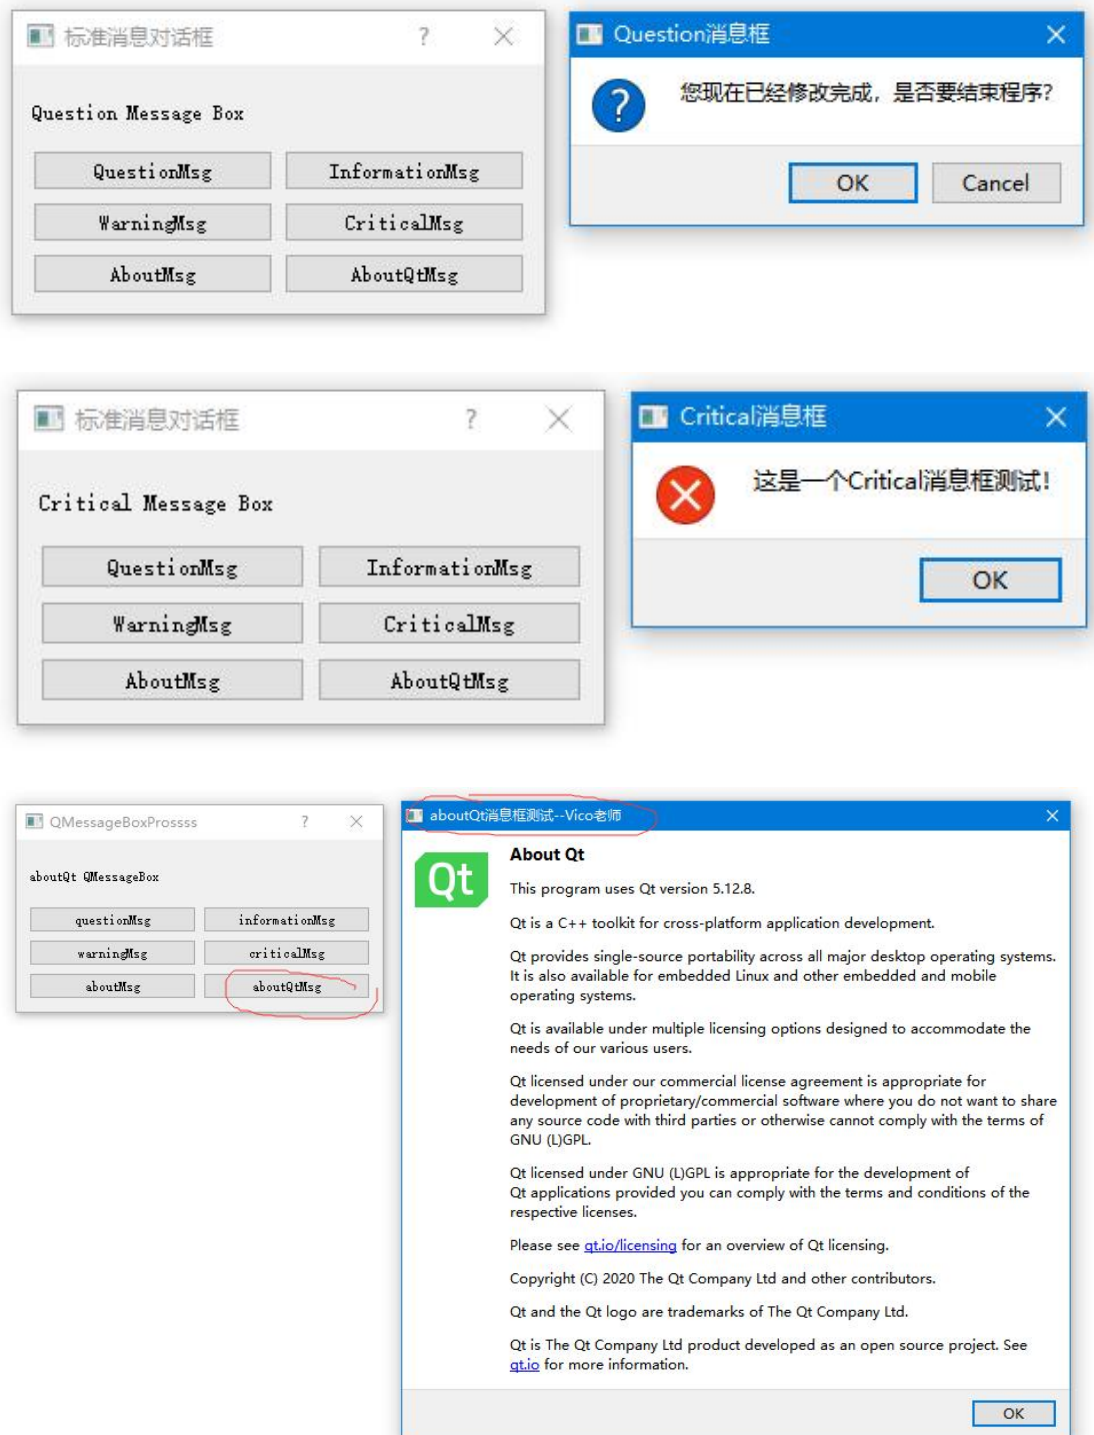 标准消息对话框
?
Question Message Box
QuestionMsg
InformationMsg
WarningMsg
CriticalMsg
AboutMsg
AboutQtMsg
Question消息框
?
您现在已经修改完成，是否要结束程序?
OK
Cancel
标准消息对话框
?
Critical Message Box
QuestionMsg
InformationMsg
WarningMsg
CriticalMsg
AboutMsg
AboutQtMsg
Critical消息框
这是一个Critical消息框测试!
OK
QMessageBoxProssss
?
aboutQt QMessageBox
questionMsg
informationMsg
warningMsg
criticalMsg
aboutMsg
aboutQtMsg
aboutQt消息框测试--Vico老师
Qt
About Qt
This program uses Qt version 5.12.8.
Qt is a C++ toolkit for cross-platform application development.
Qt provides single-source portability across all major desktop operating systems.
It is also available for embedded Linux and other embedded and mobile
operating systems.
Qt is available under multiple licensing options designed to accommodate the
needs of our various users.
Qt licensed under our commercial license agreement is appropriate for
development of proprietary/commercial software where you do not want to share
any source code with third parties or otherwise cannot comply with the terms of
GNU (L)GPL.
Qt licensed under GNU (L)GPL is appropriate for the development of
Qt applications provided you can comply with the terms and conditions of the
respective licenses.
Please see qt.io/licensing for an overview of Qt licensing.
Copyright (C) 2020 The Qt Company Ltd and other contributors.
Qt and the Qt logo are trademarks of The Qt Company Ltd.
Qt is The Qt Company Ltd product developed as an open source project. See
qt.io for more information.
OK